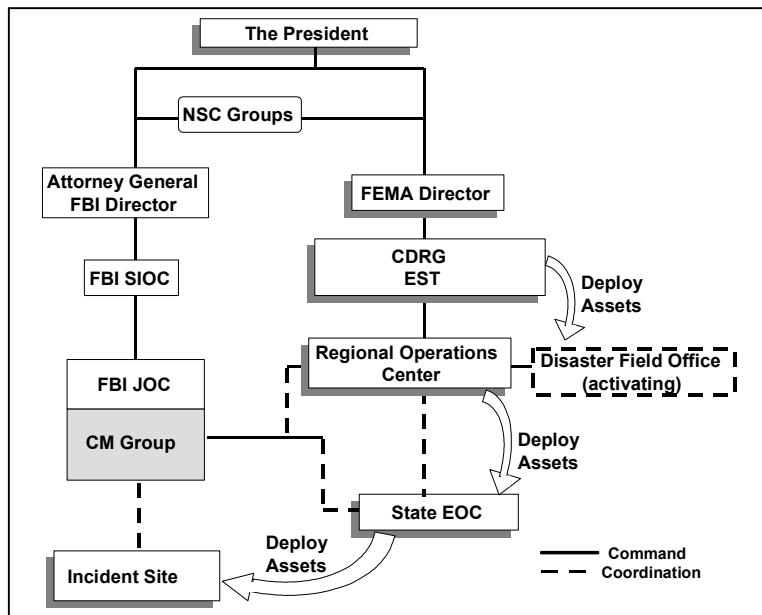 The President
NSC Groups
Attorney General
FBI Director
FEMA Director
FBI SIOC
CDRG
EST
Deploy
Assets
FBI JOC
CM Group
Regional Operations
Center
Disaster Field Office
(activating)
Deploy
Assets
State EOC
Deploy
Assets
Incident Site
Command
Coordination